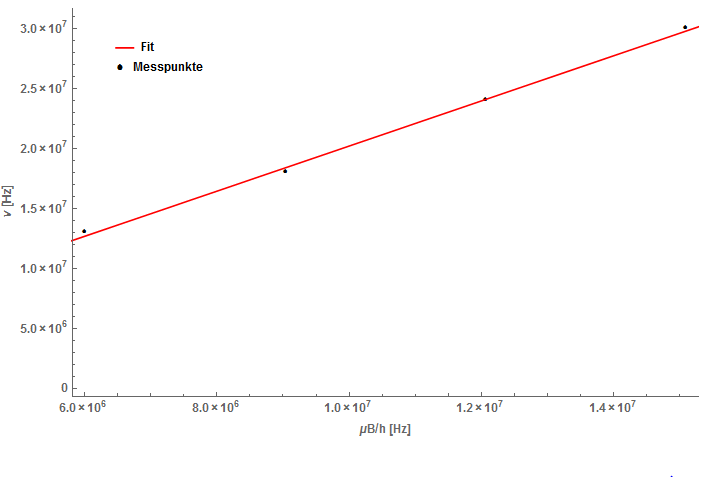 3.0×10⁷
Fit
Messpunkte
2.5×10⁷
2.0×10⁷
ν [Hz]
1.5×10⁷
1.0×10⁷
5.0×10⁶
0
6.0×10⁶ 8.0×10⁶ 1.0×10⁷ 1.2×10⁷ 1.4×10⁷
μB/h [Hz]